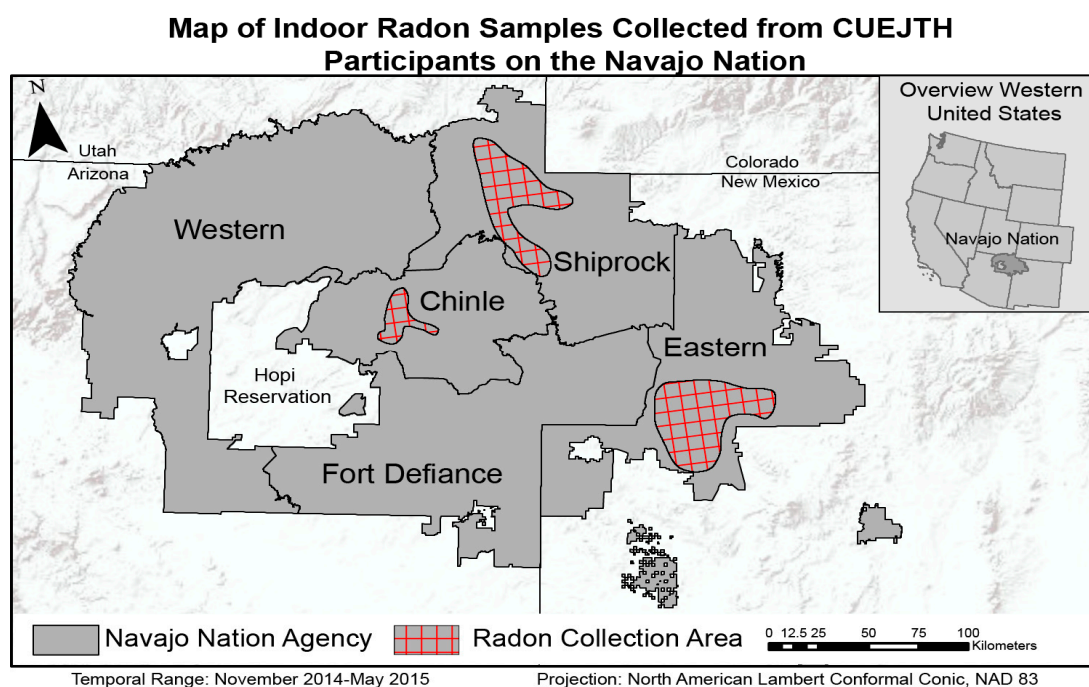 Map of Indoor Radon Samples Collected from CUEJTH
Participants on the Navajo Nation
N
Utah
Arizona
Colorado
New Mexico
Overview Western
United States
Navajo Nation
Western
Shiprock
Chinle
Eastern
Hopi
Reservation
Fort Defiance
Navajo Nation Agency
Radon Collection Area
0 12.5 25 50 75 100
Kilometers
Temporal Range: November 2014-May 2015
Projection: North American Lambert Conformal Conic, NAD 83